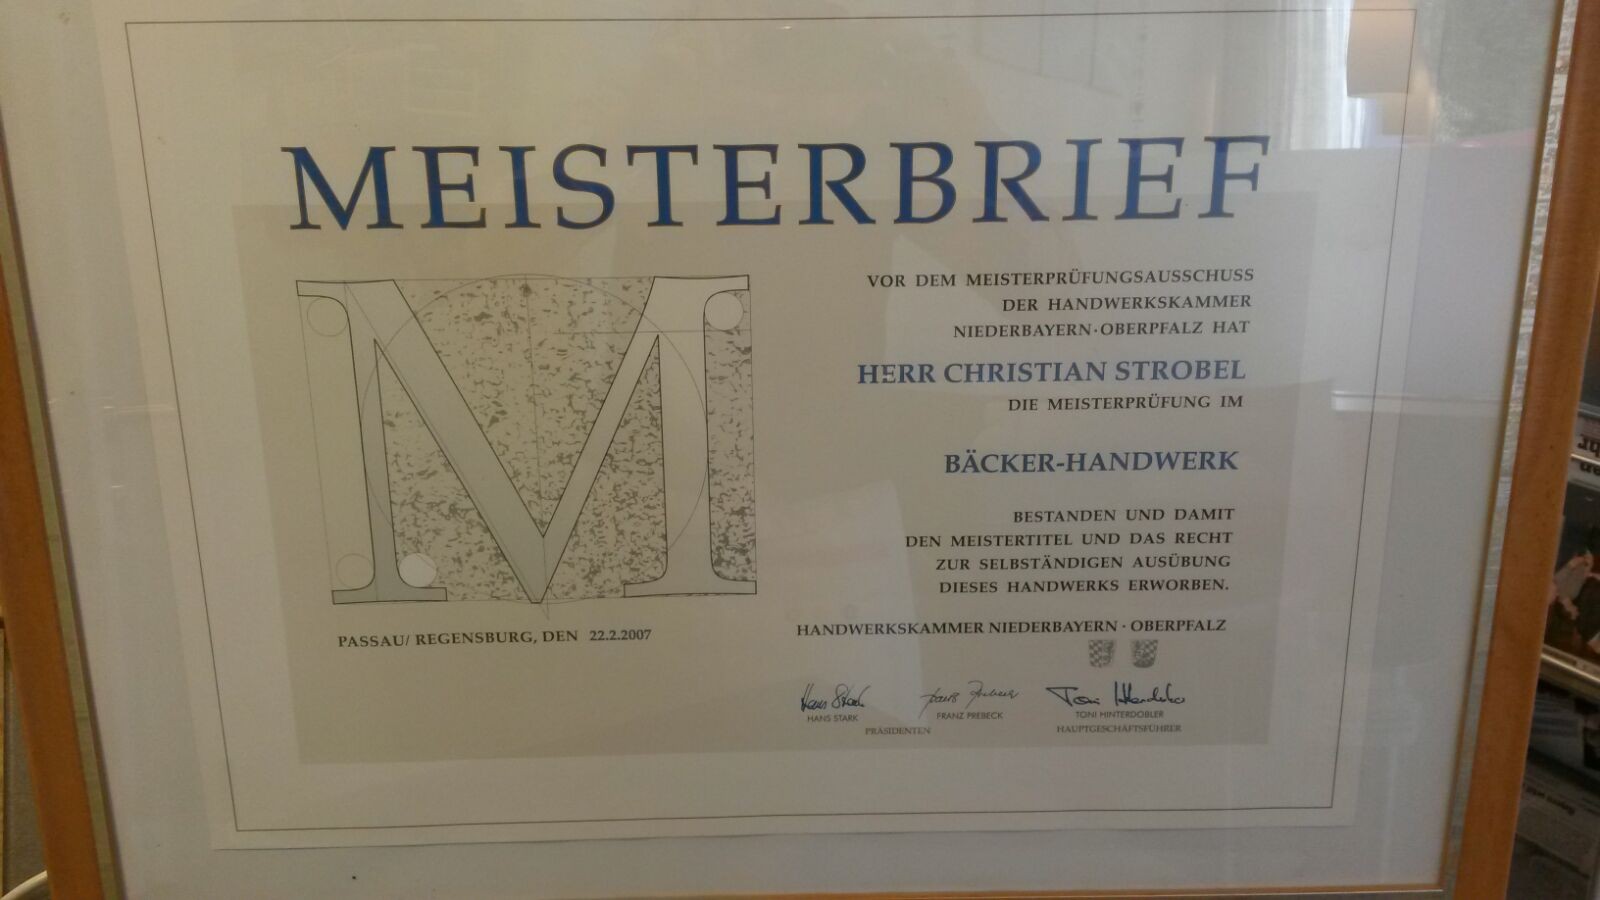 MEISTERBRIEF
VOR DEM MEISTERPRÜFUNGSAUSSCHUSS
DER HANDWERKSKAMMER
NIEDERBAYERN·OBERPFALZ HAT
HERR CHRISTIAN STROBEL
DIE MEISTERPRÜFUNG IM
BÄCKER-HANDWERK
BESTANDEN UND DAMIT
DEN MEISTERTITEL UND DAS RECHT
ZUR SELBSTÄNDIGEN AUSÜBUNG
DIESES HANDWERKS ERWORBEN.
M
PASSAU/ REGENSBURG, DEN 22.2.2007
HANDWERKSKAMMER NIEDERBAYERN · OBERPFALZ
Hans Stark
HANS STARK
FRANZ PREBECK
TONI HINTERDOBLER
PRÄSIDENTEN
HAUPTGESCHÄFTSFÜHRER